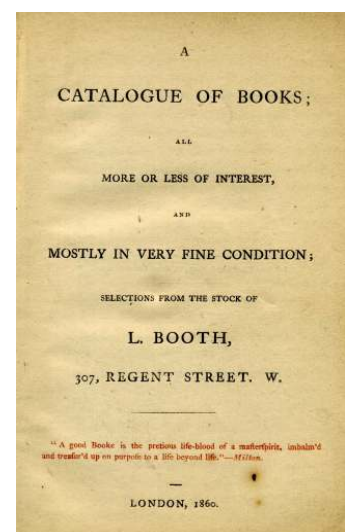 A
CATALOGUE OF BOOKS;
ALL
MORE OR LESS OF INTEREST,
AND
MOSTLY IN VERY FINE CONDITION;
SELECTIONS FROM THE STOCK OF
L. BOOTH,
307, REGENT STREET. W.
"A good Booke is the pretious life-blood of a maſterſpirit, imbalm'd
and treaſur'd up on purpoſe to a life beyond life."—Milton.
LONDON, 1860.